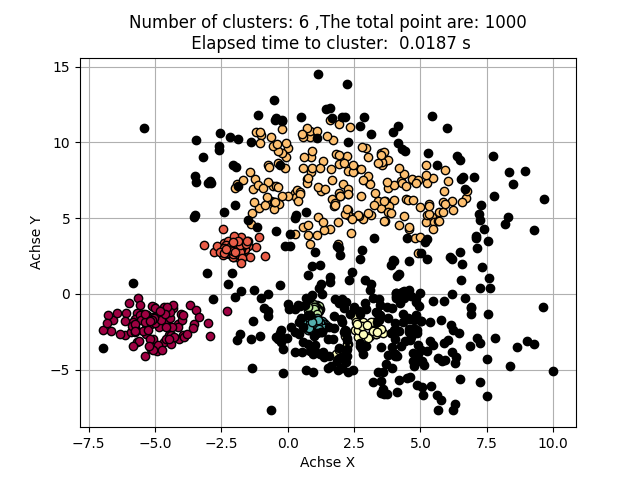 Number of clusters: 6 ,The total point are: 1000
Elapsed time to cluster:  0.0187 s
15
10
5
0
−5
Achse Y
−7.5 −5.0 −2.5 0.0 2.5 5.0 7.5 10.0
Achse X